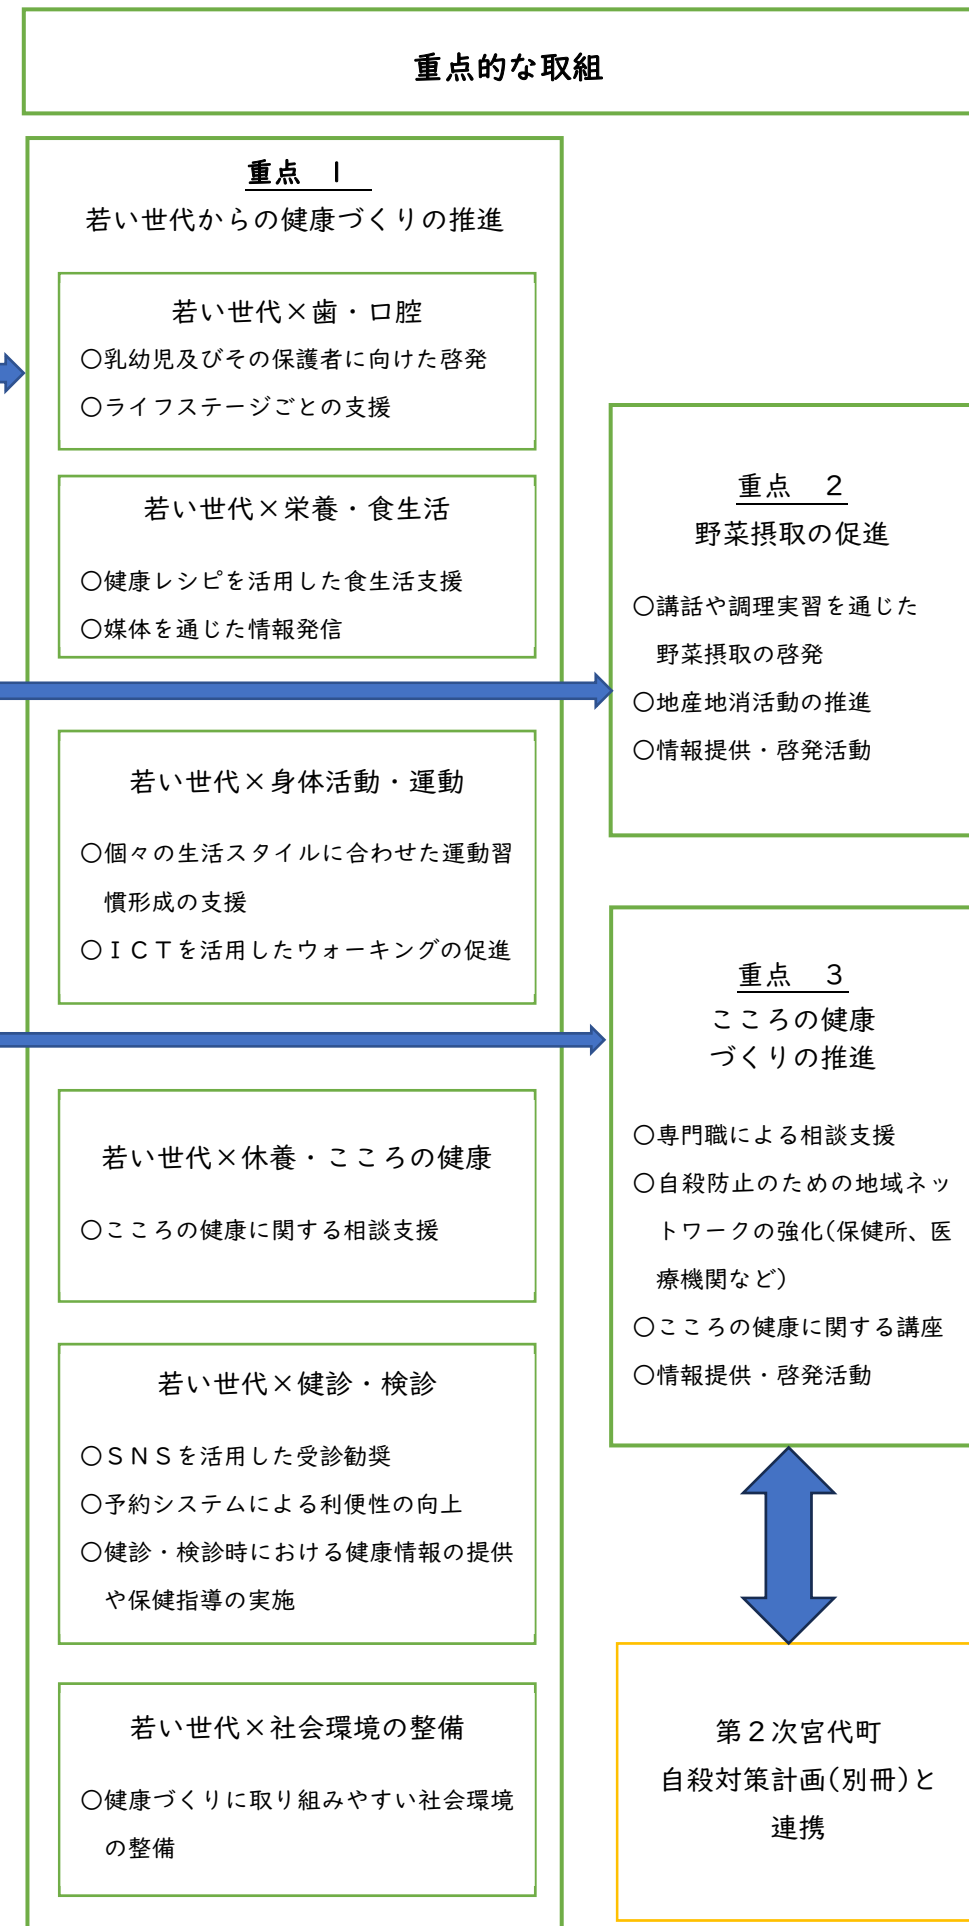 重点的な取組
重点　1
若い世代からの健康づくりの推進
若い世代×歯・口腔
○乳幼児及びその保護者に向けた啓発
○ライフステージごとの支援
若い世代×栄養・食生活
○健康レシピを活用した食生活支援
○媒体を通じた情報発信
若い世代×身体活動・運動
○個々の生活スタイルに合わせた運動習
慣形成の支援
○ＩＣＴを活用したウォーキングの促進
若い世代×休養・こころの健康
○こころの健康に関する相談支援
若い世代×健診・検診
○ＳＮＳを活用した受診勧奨
○予約システムによる利便性の向上
○健診・検診時における健康情報の提供
や保健指導の実施
若い世代×社会環境の整備
○健康づくりに取り組みやすい社会環境
の整備
重点　２
野菜摂取の促進
○講話や調理実習を通じた
野菜摂取の啓発
○地産地消活動の推進
○情報提供・啓発活動
重点　３
こころの健康
づくりの推進
○専門職による相談支援
○自殺防止のための地域ネッ
トワークの強化(保健所、医
療機関など)
○こころの健康に関する講座
○情報提供・啓発活動
第２次宮代町
自殺対策計画(別冊)と
連携